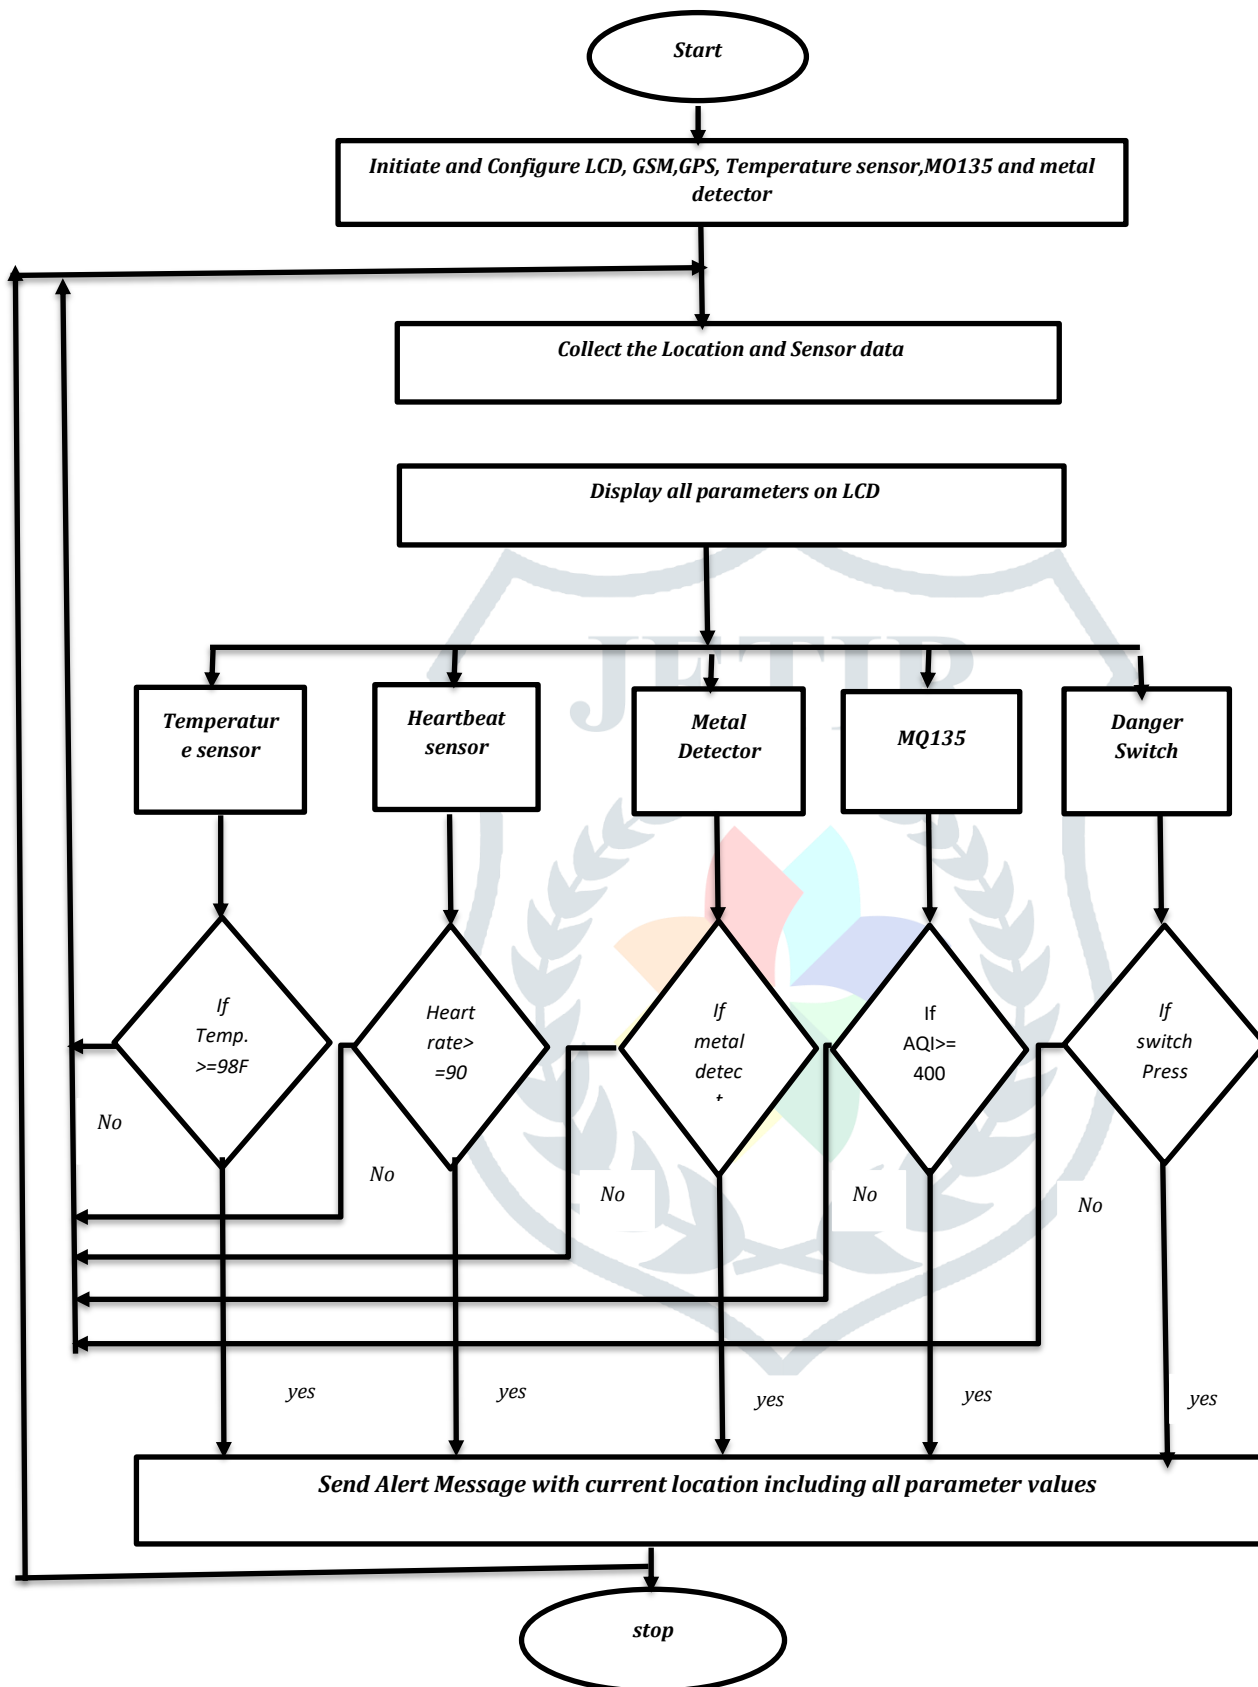 Start
Initiate and Configure LCD, GSM,GPS, Temperature sensor,MO135 and metal
detector
Collect the Location and Sensor data
Display all parameters on LCD
JETIR
Temperatur
e sensor
Heartbeat
sensor
Metal
Detector
MQ135
Danger
Switch
If
Temp.
>=98F
Heart
rate>
=90
If
metal
detec
t
If
AQI>=
400
If
switch
Press
No
No
No
No
No
yes
yes
yes
yes
yes
Send Alert Message with current location including all parameter values
stop